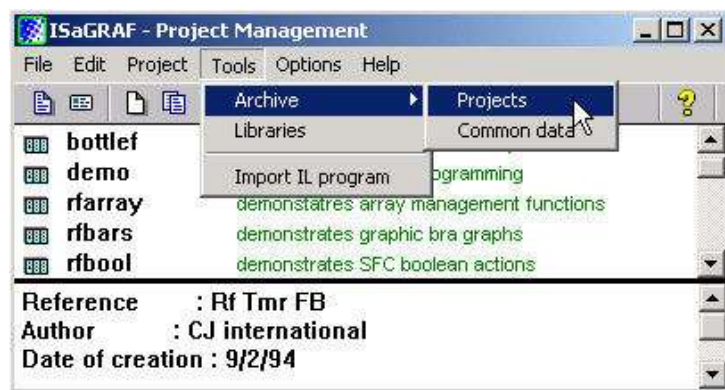 ISaGRAF - Project Management
File Edit Project Tools Options Help
Archive
Projects
Libraries
Common data
Import IL program
bottlef
demo ogramming
rfarray demonstatres array management functions
rfbars demonstrates graphic bra graphs
rfbool demonstrates SFC boolean actions
Reference : Rf Tmr FB
Author : CJ international
Date of creation : 9/2/94